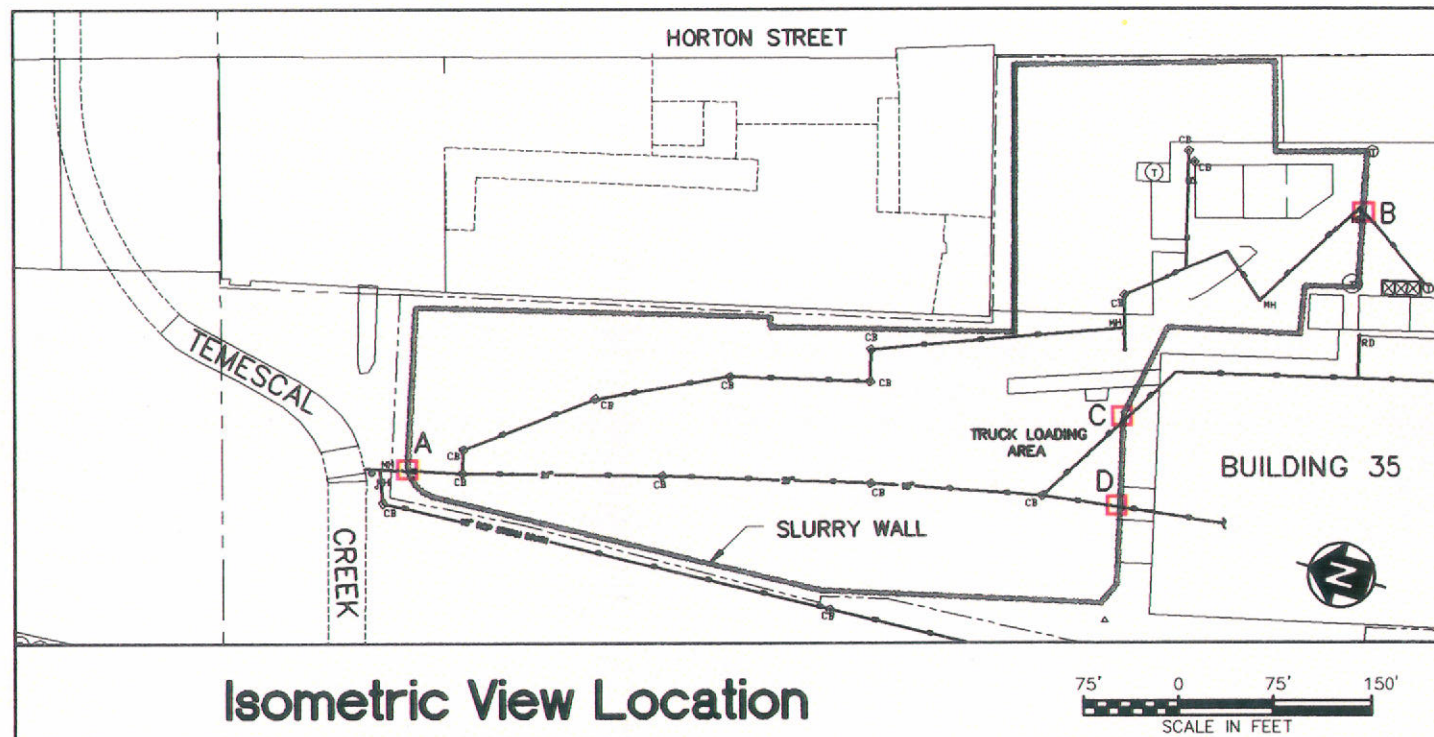 HORTON STREET
CB
CB
T
T
B
T
T
CB
MH
MH
CB
RD
TEMESCAL
CB
CB
C
TRUCK LOADING
AREA
A
MH
CB
CB
CB
CB
D
CB
BUILDING 35
CB
SLURRY WALL
CREEK
CB
N
Isometric View Location
75' 0 75' 150'
SCALE IN FEET